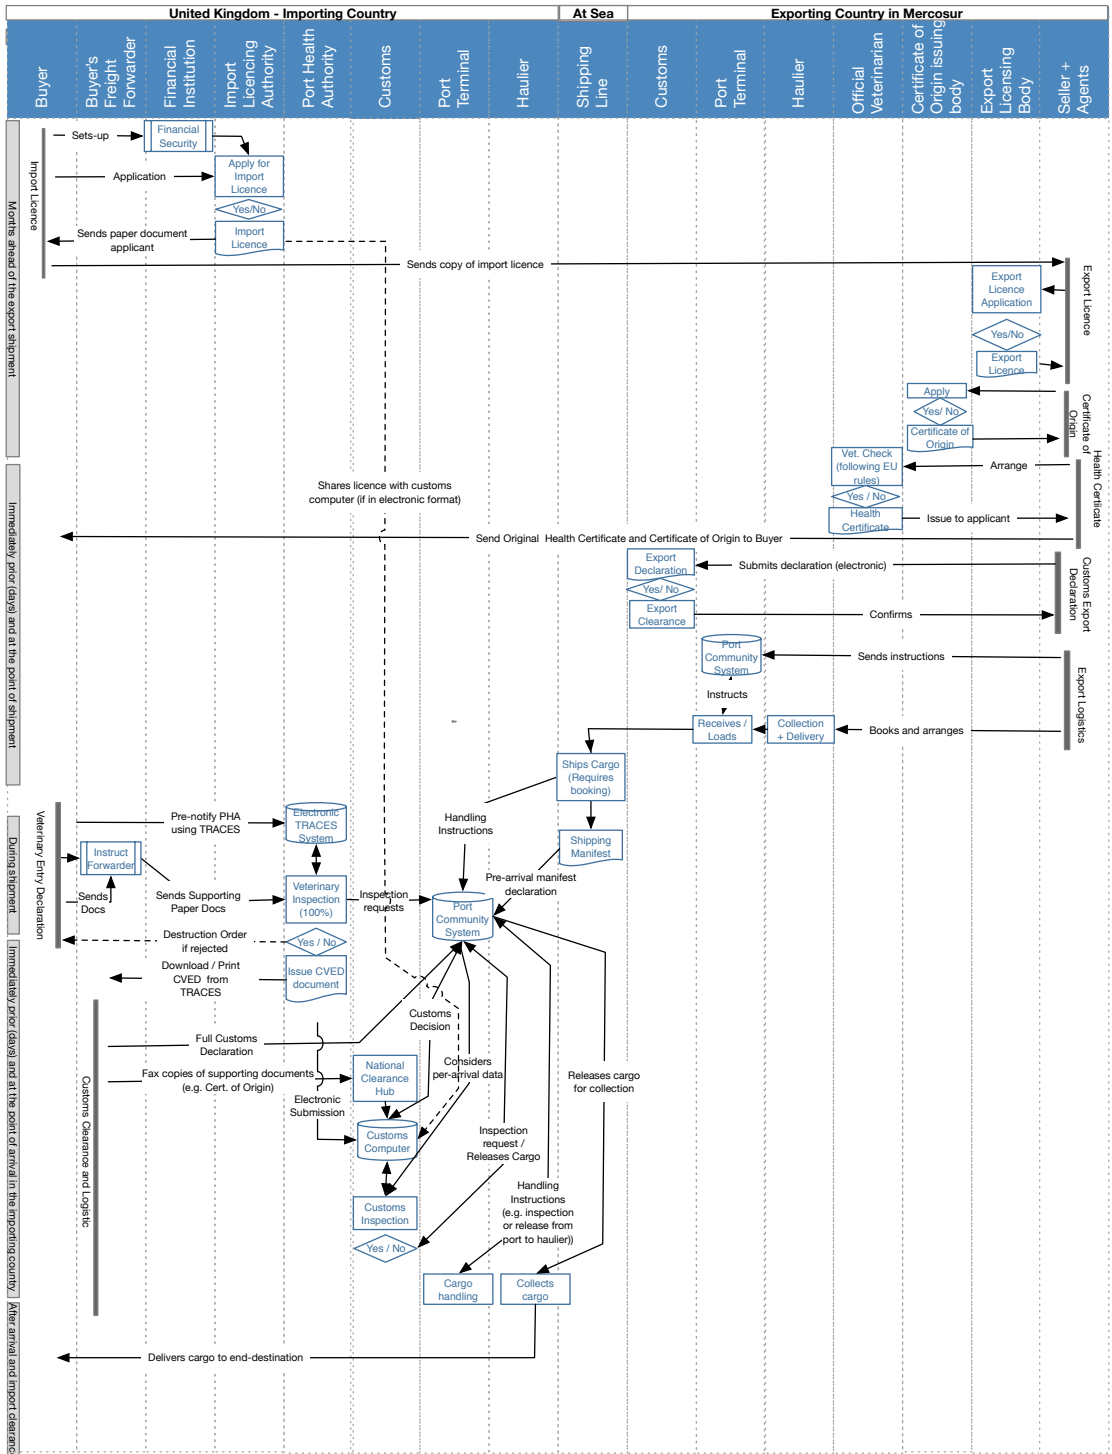 United Kingdom - Importing Country
At Sea
Exporting Country in Mercosur
Buyer
Buyer's
Freight
Forwarder
Financial
Institution
Import
Licencing
Authority
Port Health
Authority
Customs
Port
Terminal
Haulier
Shipping
Line
Customs
Port
Terminal
Haulier
Official
Veterinarian
Certificate of
Origin issuing
body
Export
Licensing
Body
Seller +
Agents
Months ahead of the export shipment
Import Licence
Sets-up
Financial
Security
Application
Apply for
Import
Licence
Yes/No
Sends paper document
applicant
Import
Licence
Sends copy of import licence
Export Licence
Export
Licence
Application
Yes/No
Export
Licence
Certificate of
Origin
Apply
Yes/ No
Certificate of
Origin
Immediately prior (days) and at the point of shipment
Health Certiicate
Vet. Check
(following EU
rules)
Arrange
Yes / No
Health
Certificate
Issue to applicant
Shares licence with customs
computer (if in electronic format)
Send Original Health Certificate and Certificate of Origin to Buyer
Customs Export
Declaration
Export
Declaration
Submits declaration (electronic)
Yes/ No
Export
Clearance
Confirms
Export Logistics
Port
Community
System
Sends instructions
Instructs
Receives /
Loads
Collection
+ Delivery
Books and arranges
Ships Cargo
(Requires
booking)
During shipment
Veterinary Entry Declaration
Pre-notify PHA
using TRACES
Electronic
TRACES
System
Handling
Instructions
Shipping
Manifest
Instruct
Forwarder
Sends
Docs
Sends Supporting
Paper Docs
Veterinary
Inspection
(100%)
Inspection
requests
Pre-arrival manifest
declaration
Port
Community
System
Destruction Order
if rejected
Yes / No
Immediately prior (days) and at the point of arrival in the importing country
Download / Print
CVED from
TRACES
Issue CVED
document
Customs Clearance and Logistic
Customs
Decision
Full Customs
Declaration
Considers
per-arrival data
Fax copies of supporting documents
(e.g. Cert. of Origin)
National
Clearance
Hub
Releases cargo
for collection
Electronic
Submission
Customs
Computer
Inspection
request /
Releases Cargo
Handling
Instructions
(e.g. inspection
or release from
port to haulier))
Customs
Inspection
Yes / No
Cargo
handling
Collects
cargo
After arrival and import clearanc
Delivers cargo to end-destination